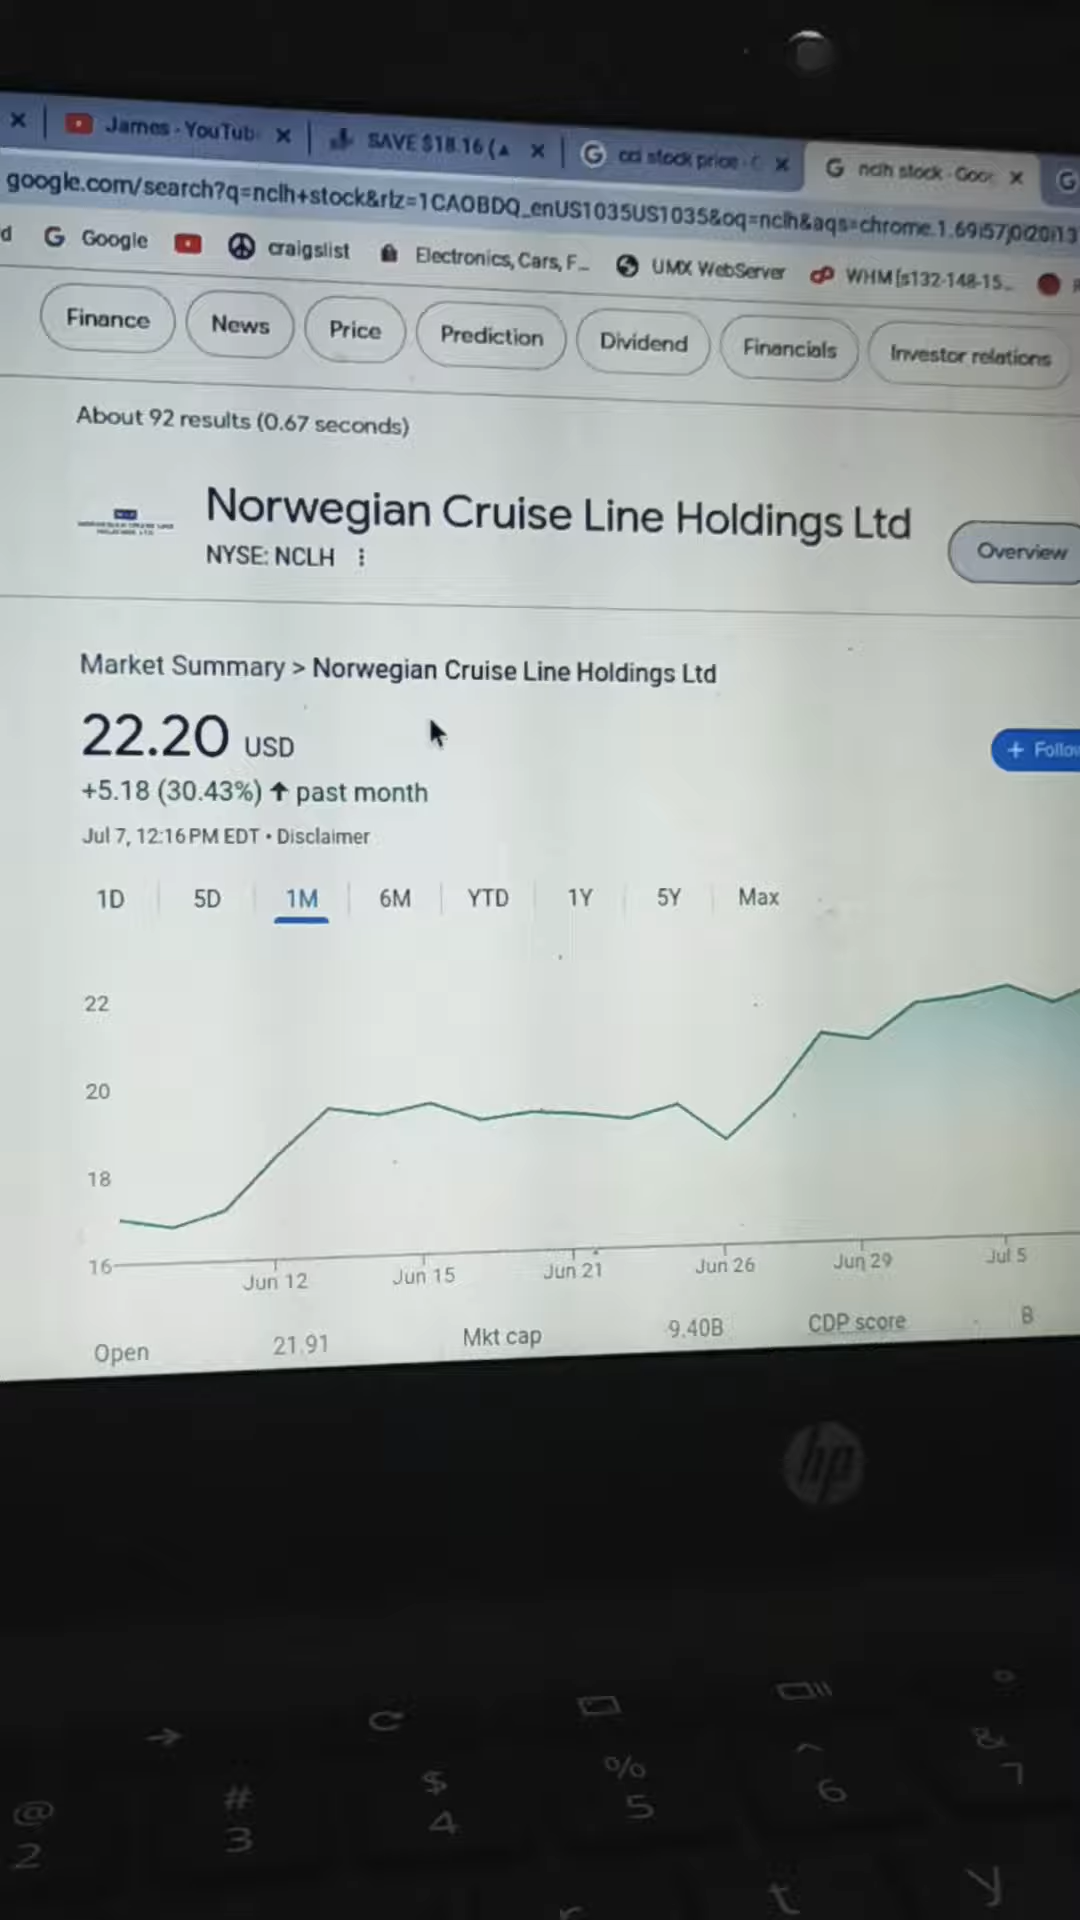 James - YouTub
SAVE $18.16 (▲
cci stock price - G
nclh stock - Goo
google.com/search?q=nclh+stock&rlz=1CAOBDQ_enUS1035US1035&oq=nclh&aqs=chrome.1.69i57j0i20i13
d
Google
craigslist
Electronics, Cars, F...
UMX WebServer
WHM [s132-148-15...
Finance
News
Price
Prediction
Dividend
Financials
Investor relations
About 92 results (0.67 seconds)
Norwegian Cruise Line Holdings Ltd
NYSE: NCLH
Overview
Market Summary > Norwegian Cruise Line Holdings Ltd
22.20 USD
+5.18 (30.43%) ↑ past month
+ Follow
Jul 7, 12:16 PM EDT • Disclaimer
1D 5D 1M 6M YTD 1Y 5Y Max
22
20
18
16
Jun 12 Jun 15 Jun 21 Jun 26 Jun 29 Jul 5
Open 21.91 Mkt cap 9.40B CDP score B
hp
@ # $ % ^ &
2 3 4 5 6 7
r t y